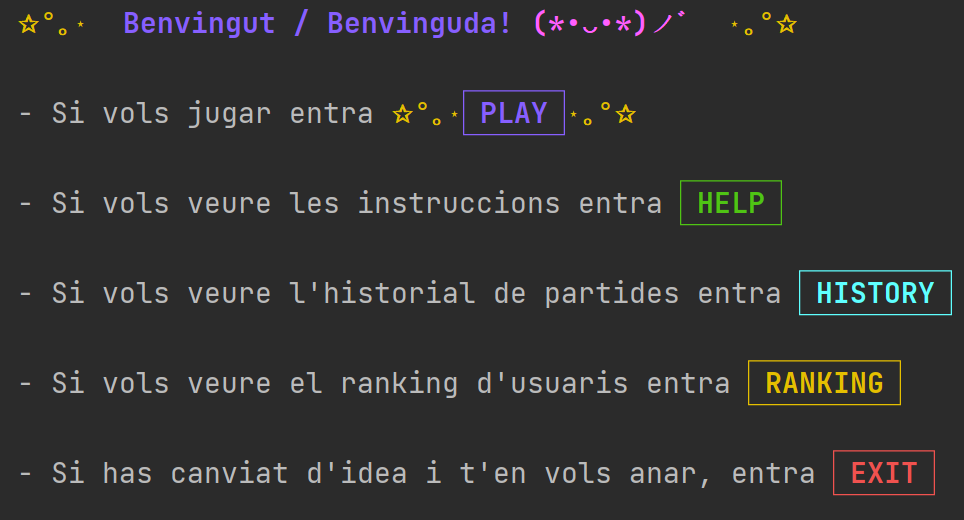 ☆°。⋆ Benvingut / Benvinguda! (*•ᴗ•*)ノ゙ ⋆。°☆
- Si vols jugar entra ☆°。⋆ PLAY ⋆。°☆
- Si vols veure les instruccions entra HELP
- Si vols veure l'historial de partides entra HISTORY
- Si vols veure el ranking d'usuaris entra RANKING
- Si has canviat d'idea i t'en vols anar, entra EXIT